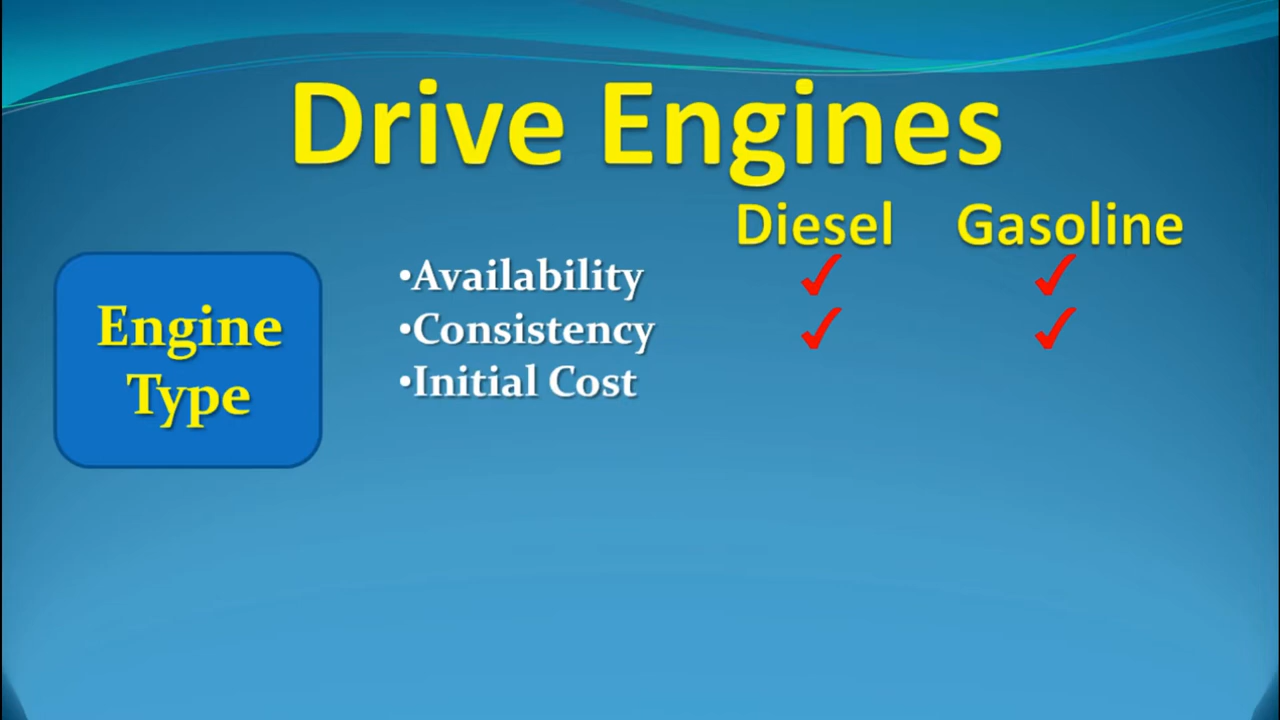 Drive Engines
Diesel Gasoline
Engine
Type
•Availability ✓ ✓
•Consistency ✓ ✓
•Initial Cost